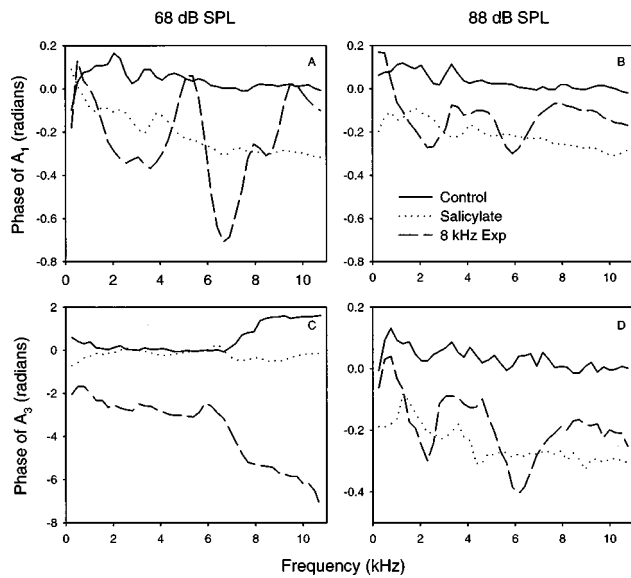 68 dB SPL
88 dB SPL
Phase of A1 (radians)
0.2
0.0
-0.2
-0.4
-0.6
-0.8
A
0 2 4 6 8 10
0.2
0.0
-0.2
-0.4
-0.6
-0.8
B
Control
Salicylate
8 kHz Exp
0 2 4 6 8 10
Phase of A3 (radians)
2
0
-2
-4
-6
-8
C
0 2 4 6 8 10
0.2
0.0
-0.2
-0.4
D
0 2 4 6 8 10
Frequency (kHz)